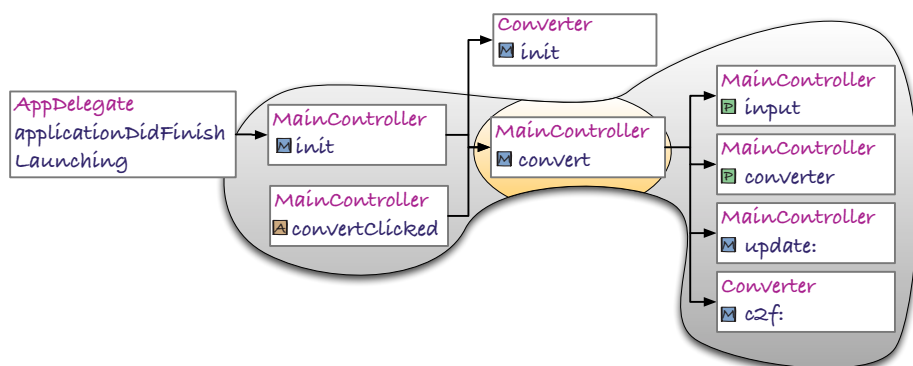 AppDelegate
applicationDidFinish
Launching
MainController
M init
MainController
A convertClicked
Converter
M init
MainController
M convert
MainController
P input
MainController
P converter
MainController
M update:
Converter
M c2f: